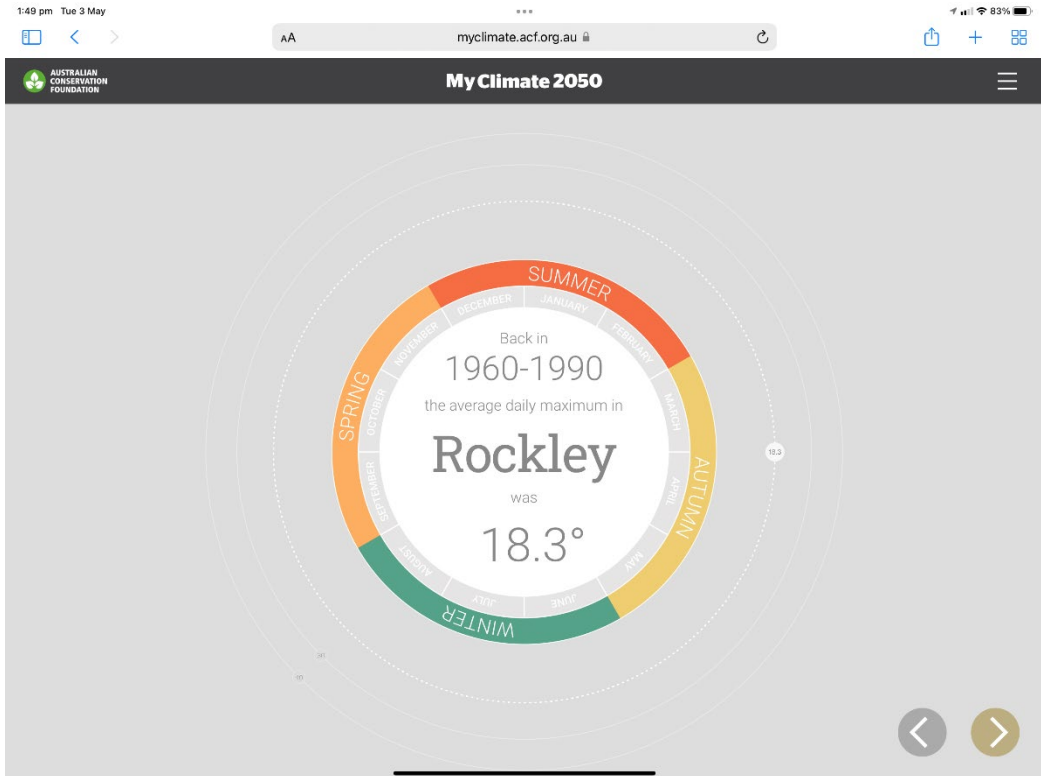 1:49 pm Tue 3 May
83%
AA
myclimate.acf.org.au
AUSTRALIAN
CONSERVATION
FOUNDATION
My Climate 2050
SUMMER
DECEMBER
JANUARY
FEBRUARY
NOVEMBER
MARCH
SPRING
OCTOBER
Back in
1960-1990
the average daily maximum in
Rockley
was
18.3°
18.3
AUTUMN
APRIL
SEPTEMBER
MAY
AUGUST
JULY
JUNE
WINTER